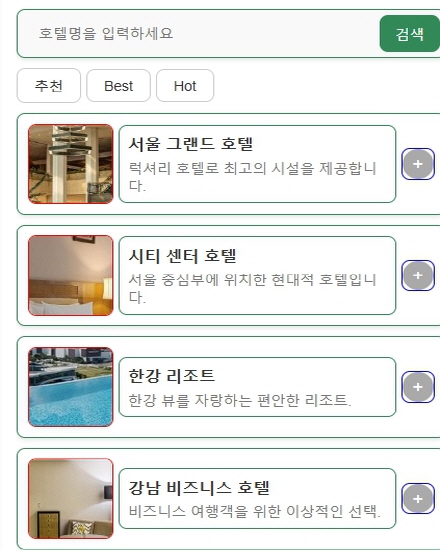 호텔명을 입력하세요
검색
추천
Best
Hot
서울 그랜드 호텔
럭셔리 호텔로 최고의 시설을 제공합니
다.
+
시티 센터 호텔
서울 중심부에 위치한 현대적 호텔입니
다.
+
한강 리조트
한강 뷰를 자랑하는 편안한 리조트.
+
강남 비즈니스 호텔
비즈니스 여행객을 위한 이상적인 선택.
+